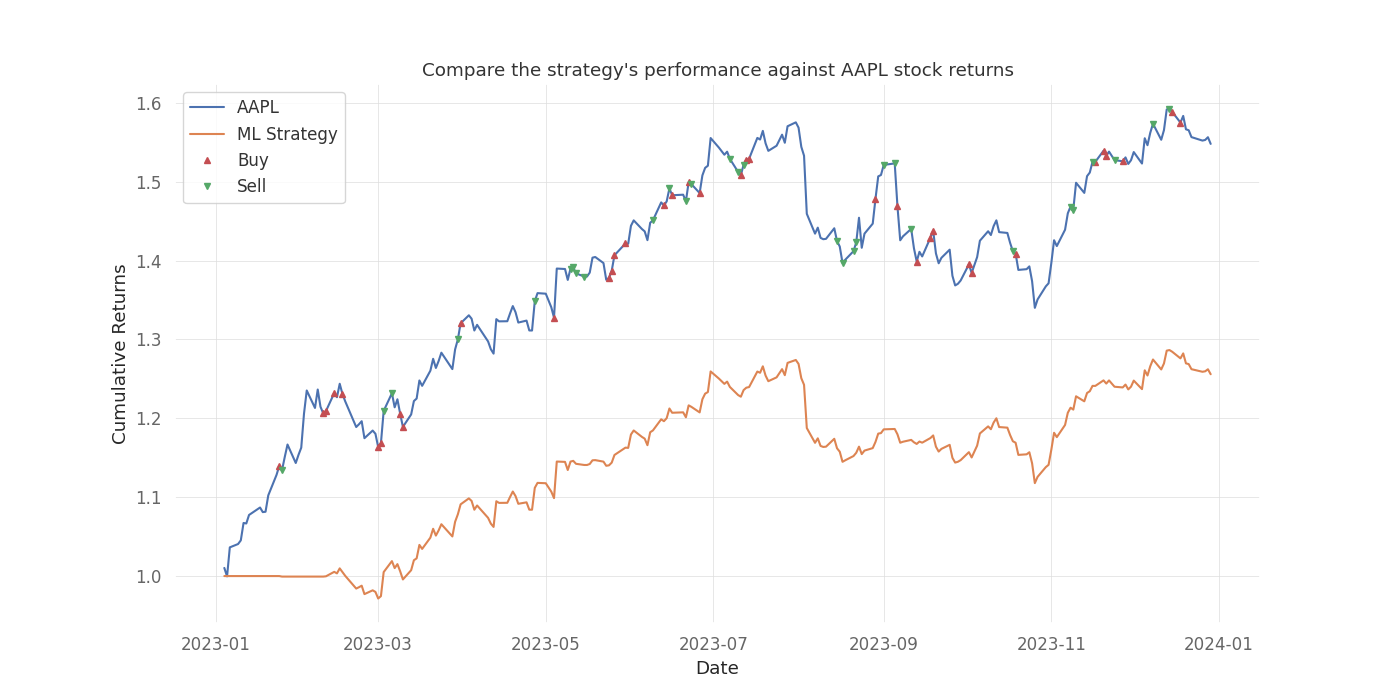 Compare the strategy's performance against AAPL stock returns
AAPL
ML Strategy
Buy
Sell
Cumulative Returns
1.6
1.5
1.4
1.3
1.2
1.1
1.0
2023-01
2023-03
2023-05
2023-07
2023-09
2023-11
2024-01
Date